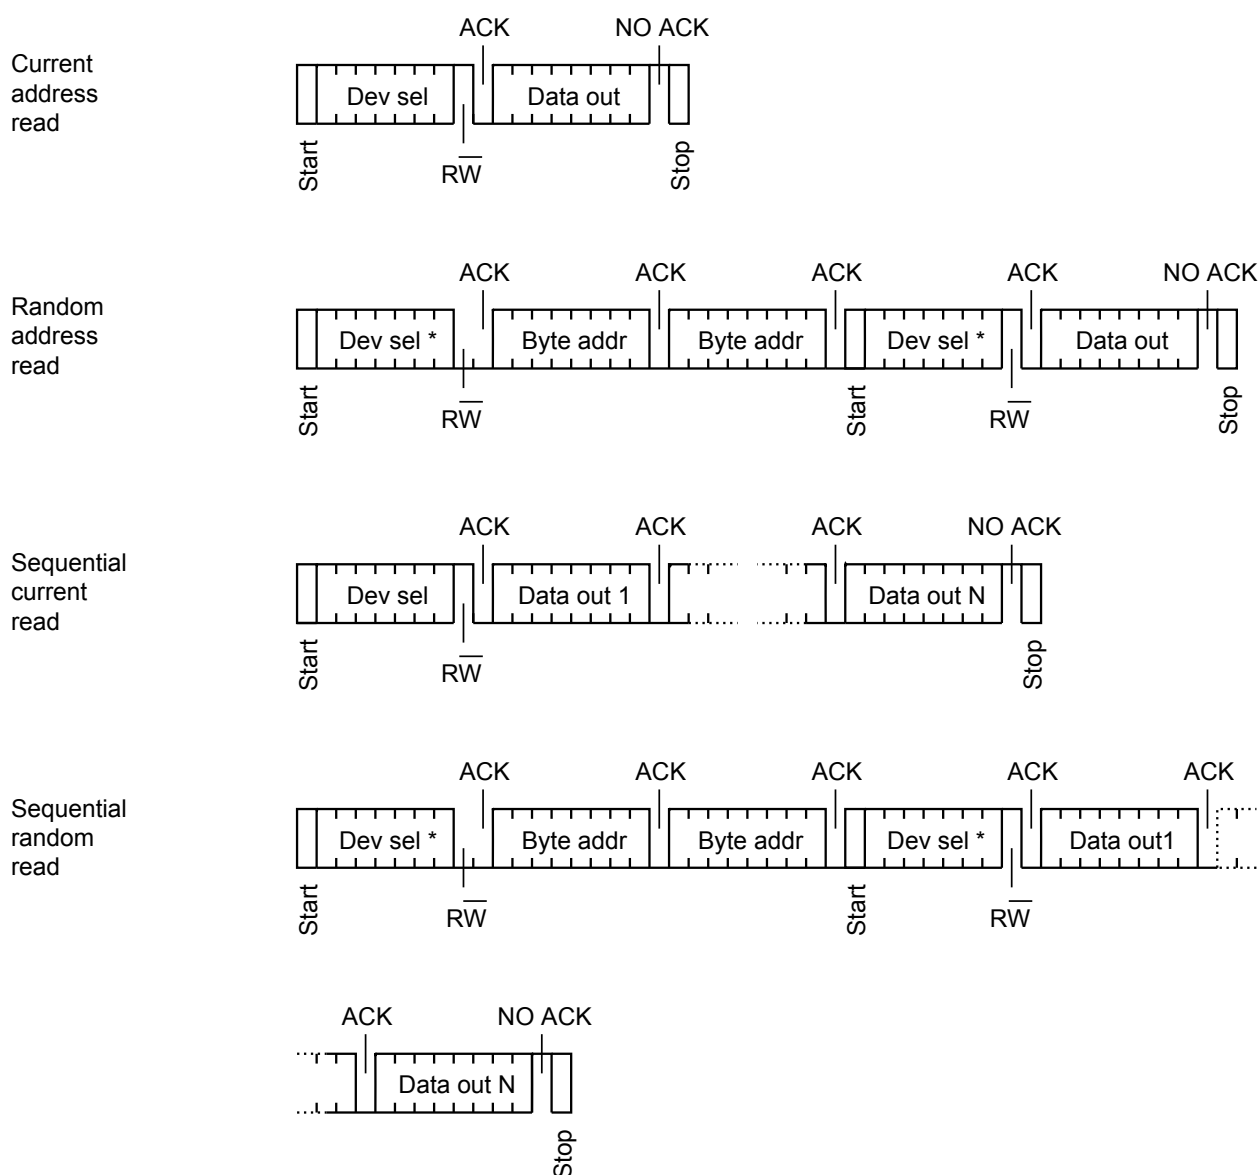 ACK NO ACK
Current
address
read
Dev sel Data out
Start RW̅ Stop
ACK ACK ACK ACK NO ACK
Random
address
read
Dev sel * Byte addr Byte addr Dev sel * Data out
Start RW̅ Start RW̅ Stop
ACK ACK ACK NO ACK
Sequential
current
read
Dev sel Data out 1 Data out N
Start RW̅ Stop
ACK ACK ACK ACK ACK
Sequential
random
read
Dev sel * Byte addr Byte addr Dev sel * Data out1
Start RW̅ Start RW̅
ACK NO ACK
Data out N
Stop